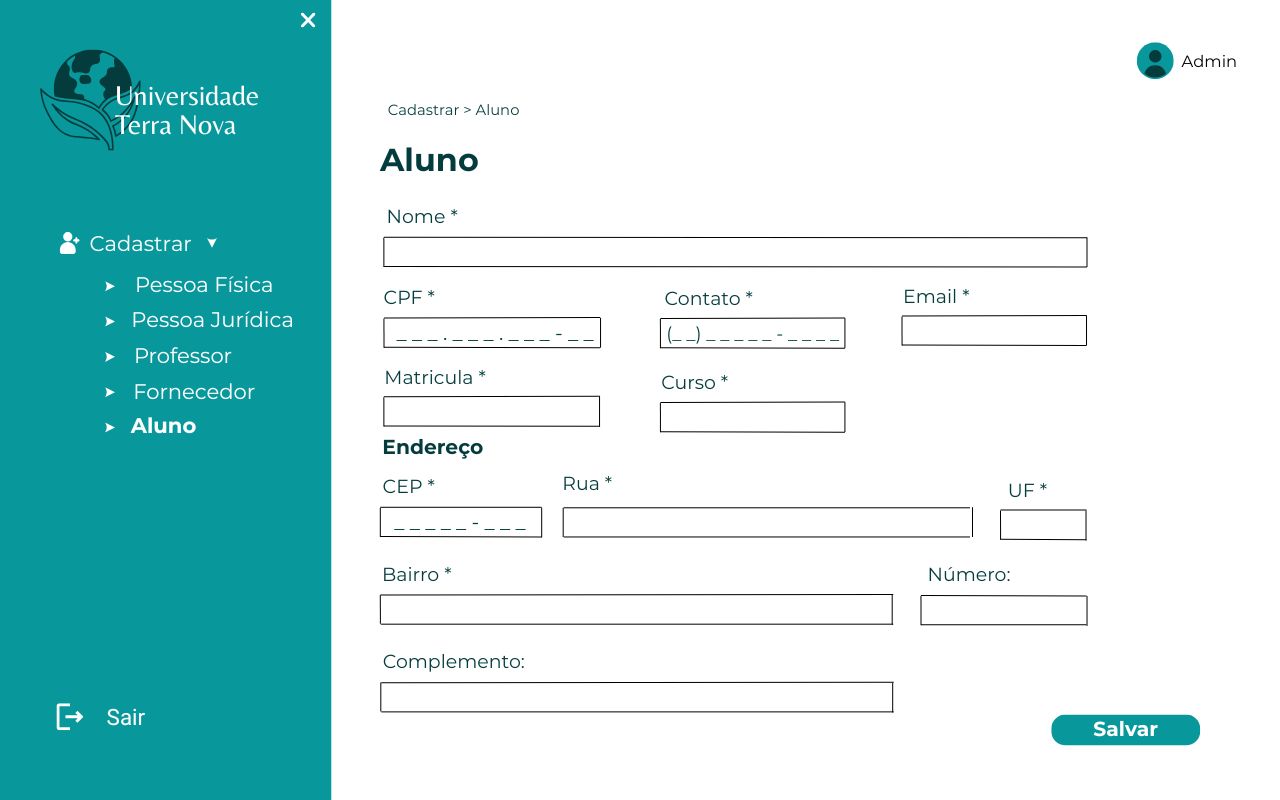 Universidade
Terra Nova
Cadastrar
Pessoa Física
Pessoa Jurídica
Professor
Fornecedor
Aluno
Sair
Admin
Cadastrar > Aluno
Aluno
Nome *
CPF * Contato * Email *
_ _ _ . _ _ _ . _ _ _ - _ _ (_ _) _ _ _ _ _ - _ _ _ _
Matricula * Curso *
Endereço
CEP * Rua * UF *
_ _ _ _ _ - _ _ _
Bairro * Número:
Complemento:
Salvar